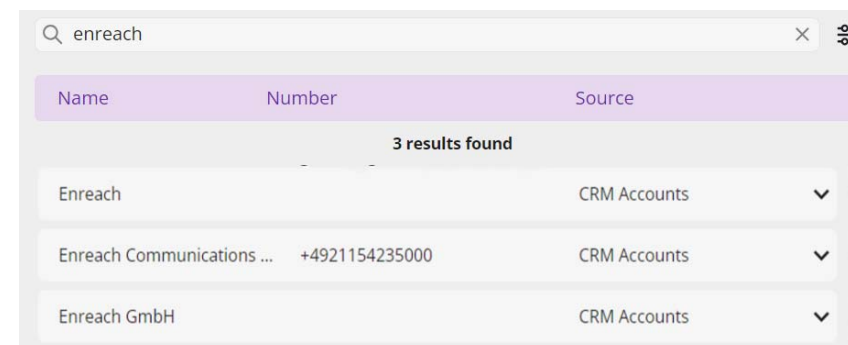 enreach
Name Number Source
3 results found
Enreach CRM Accounts
Enreach Communications ... +4921154235000 CRM Accounts
Enreach GmbH CRM Accounts